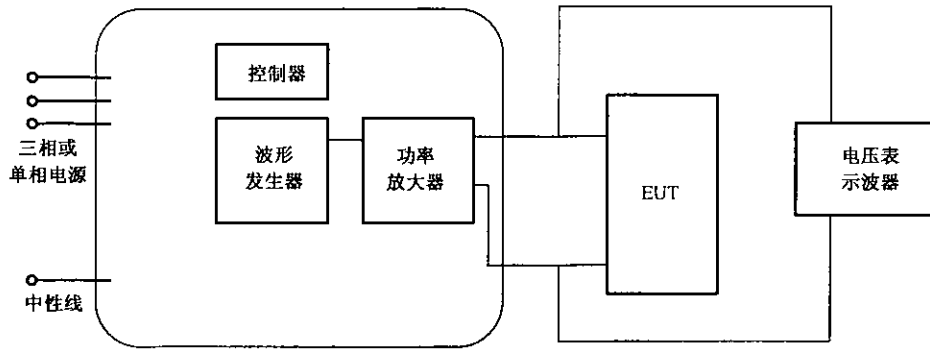 控制器
三相或
单相电源
波形
发生器
功率
放大器
EUT
电压表
示波器
中性线